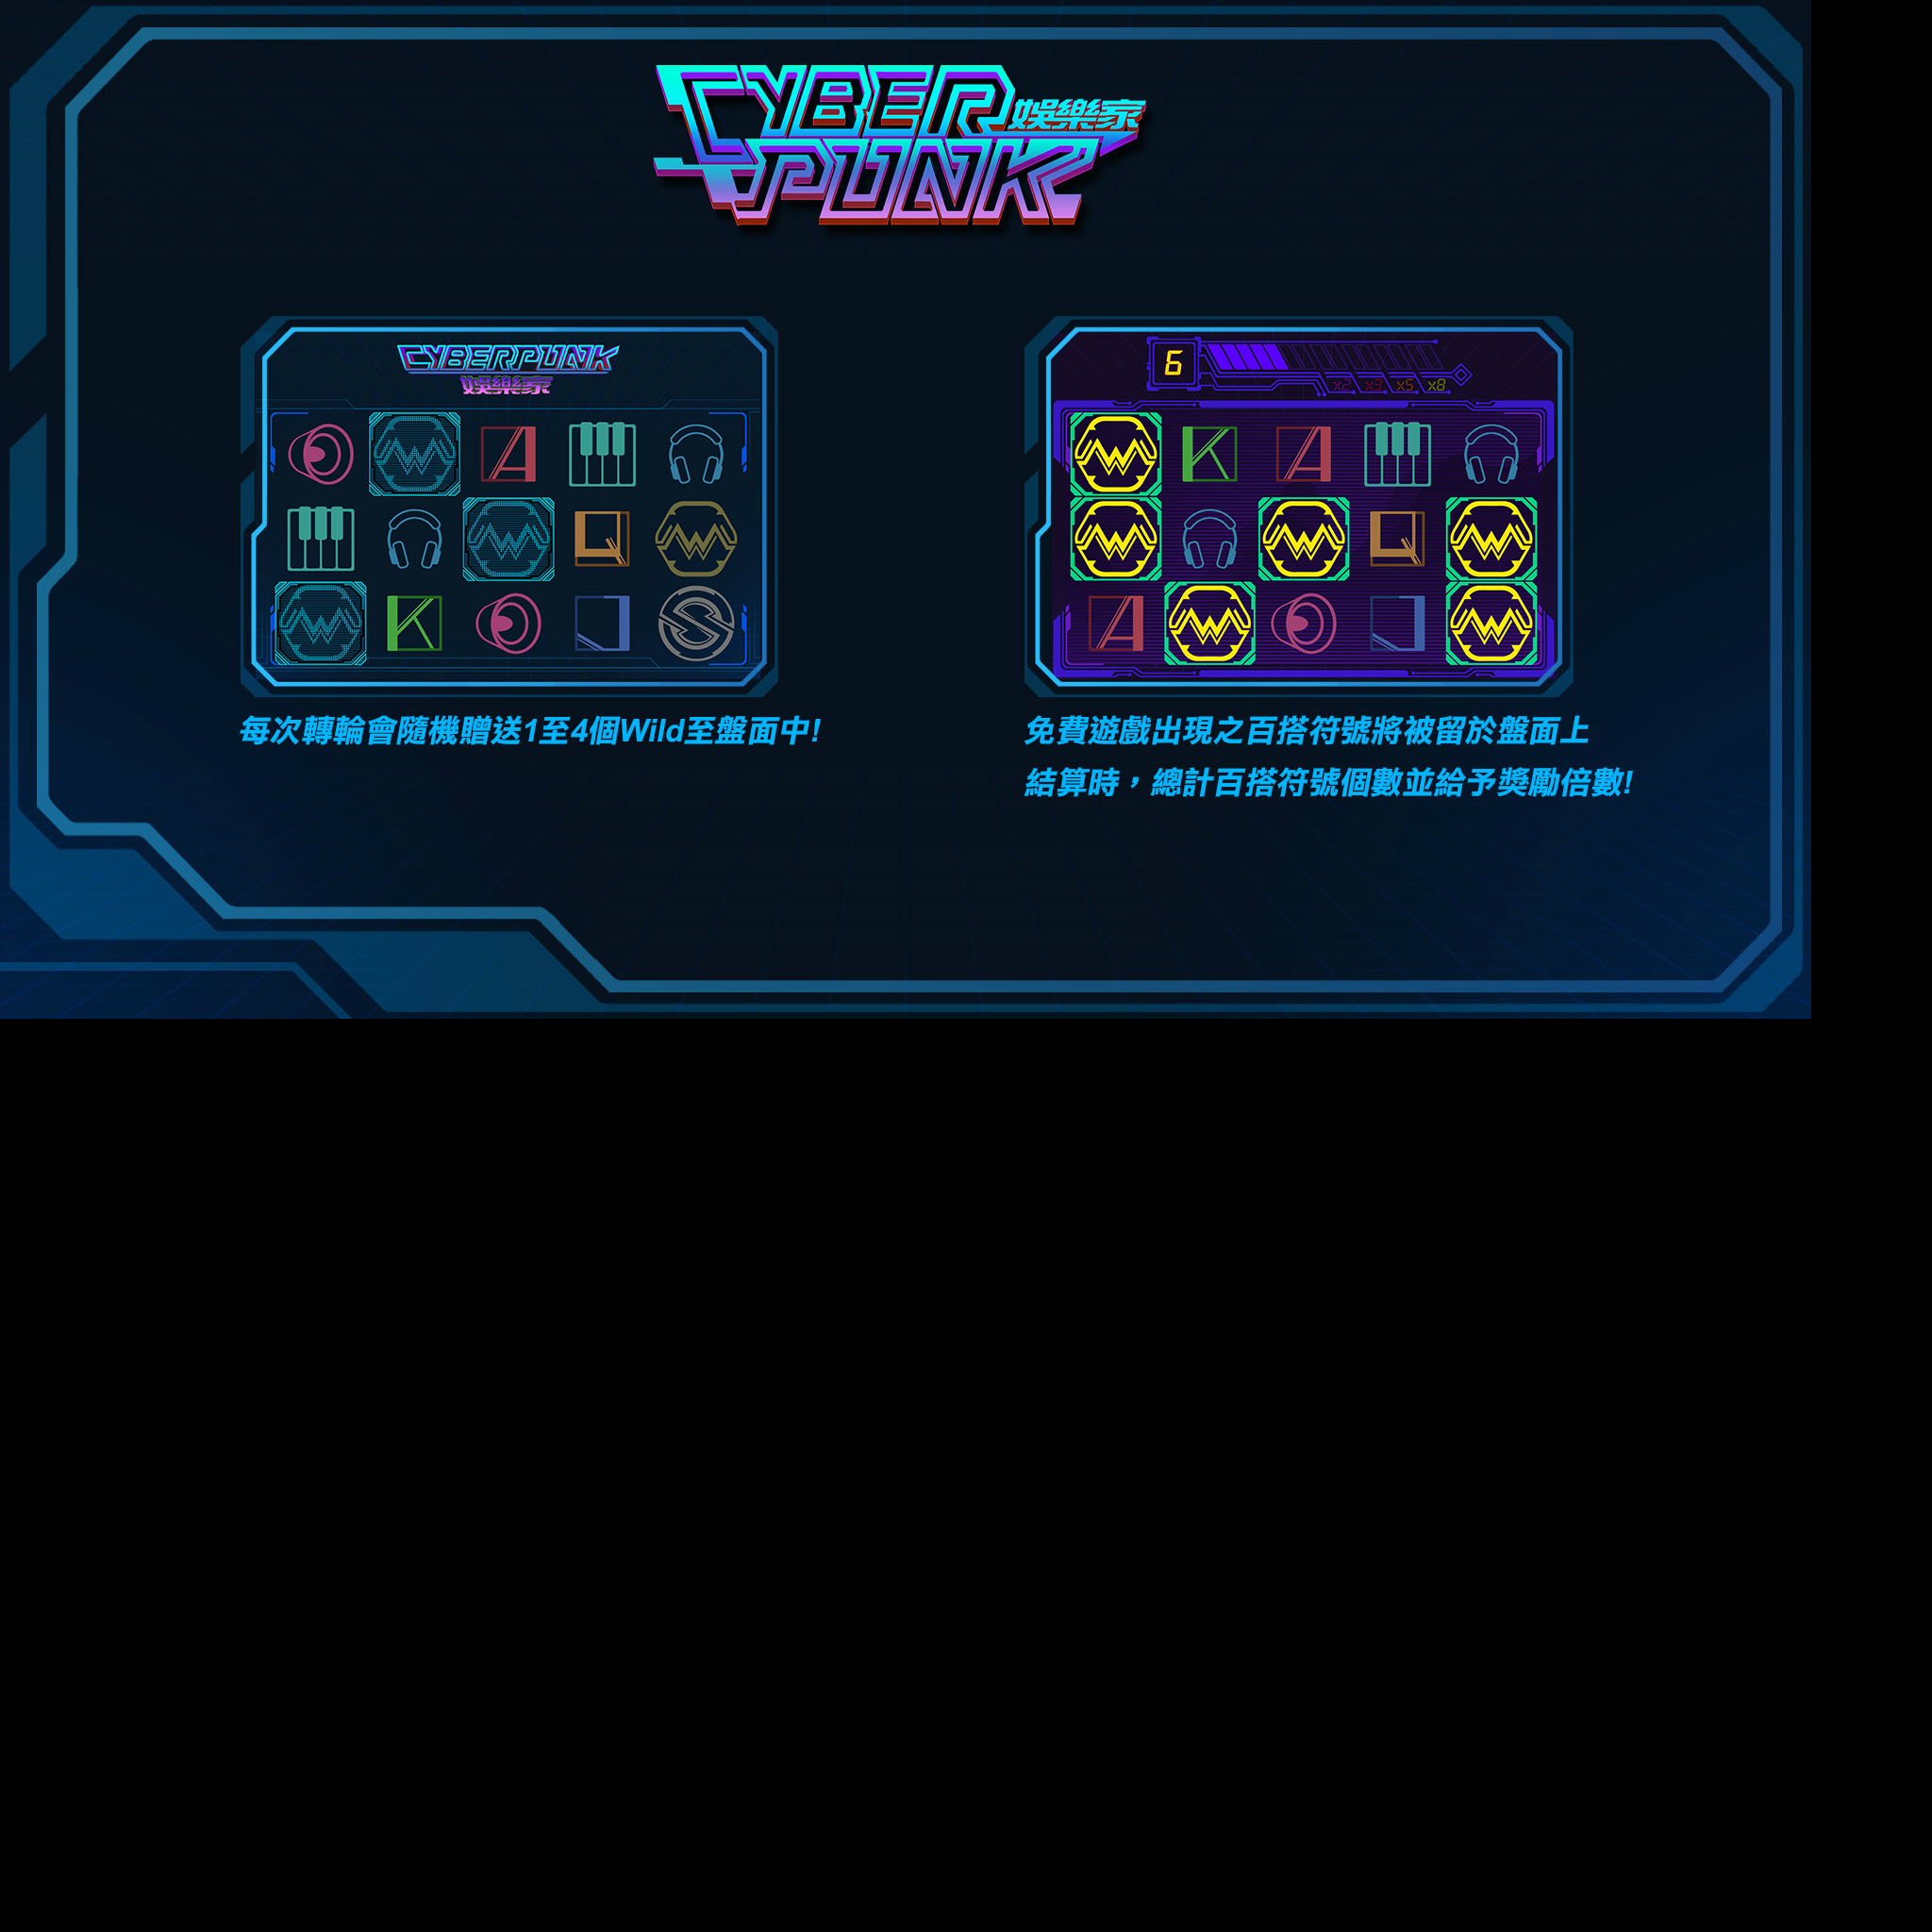 CYBER
娛樂家
PUNK
CYBERPUNK
娛樂家
A
Q
K
J
6
x2 x3 x5 x8
K A
Q
A J
每次轉輪會隨機贈送1至4個Wild至盤面中!
免費遊戲出現之百搭符號將被留於盤面上
結算時，總計百搭符號個數並給予獎勵倍數!